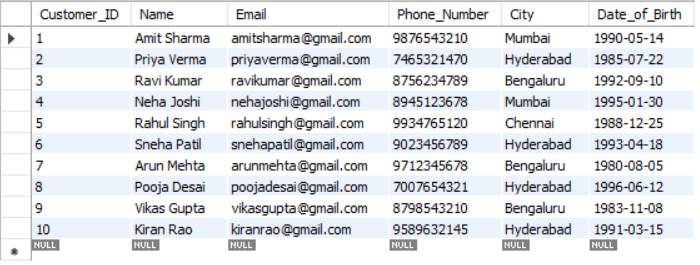 Customer_ID Name Email Phone_Number City Date_of_Birth
1 Amit Sharma amitsharma@gmail.com 9876543210 Mumbai 1990-05-14
2 Priya Verma priyaverma@gmail.com 7465321470 Hyderabad 1985-07-22
3 Ravi Kumar ravikumar@gmail.com 8756234789 Bengaluru 1992-09-10
4 Neha Joshi nehajoshi@gmail.com 8945123678 Mumbai 1995-01-30
5 Rahul Singh rahulsingh@gmail.com 9934765120 Chennai 1988-12-25
6 Sneha Patil snehapatil@gmail.com 9023456789 Hyderabad 1993-04-18
7 Arun Mehta arunmehta@gmail.com 9712345678 Bengaluru 1980-08-05
8 Pooja Desai poojadesai@gmail.com 7007654321 Hyderabad 1996-06-12
9 Vikas Gupta vikasgupta@gmail.com 8798543210 Bengaluru 1983-11-08
10 Kiran Rao kiranrao@gmail.com 9589632145 Hyderabad 1991-03-15
NULL NULL NULL NULL NULL NULL